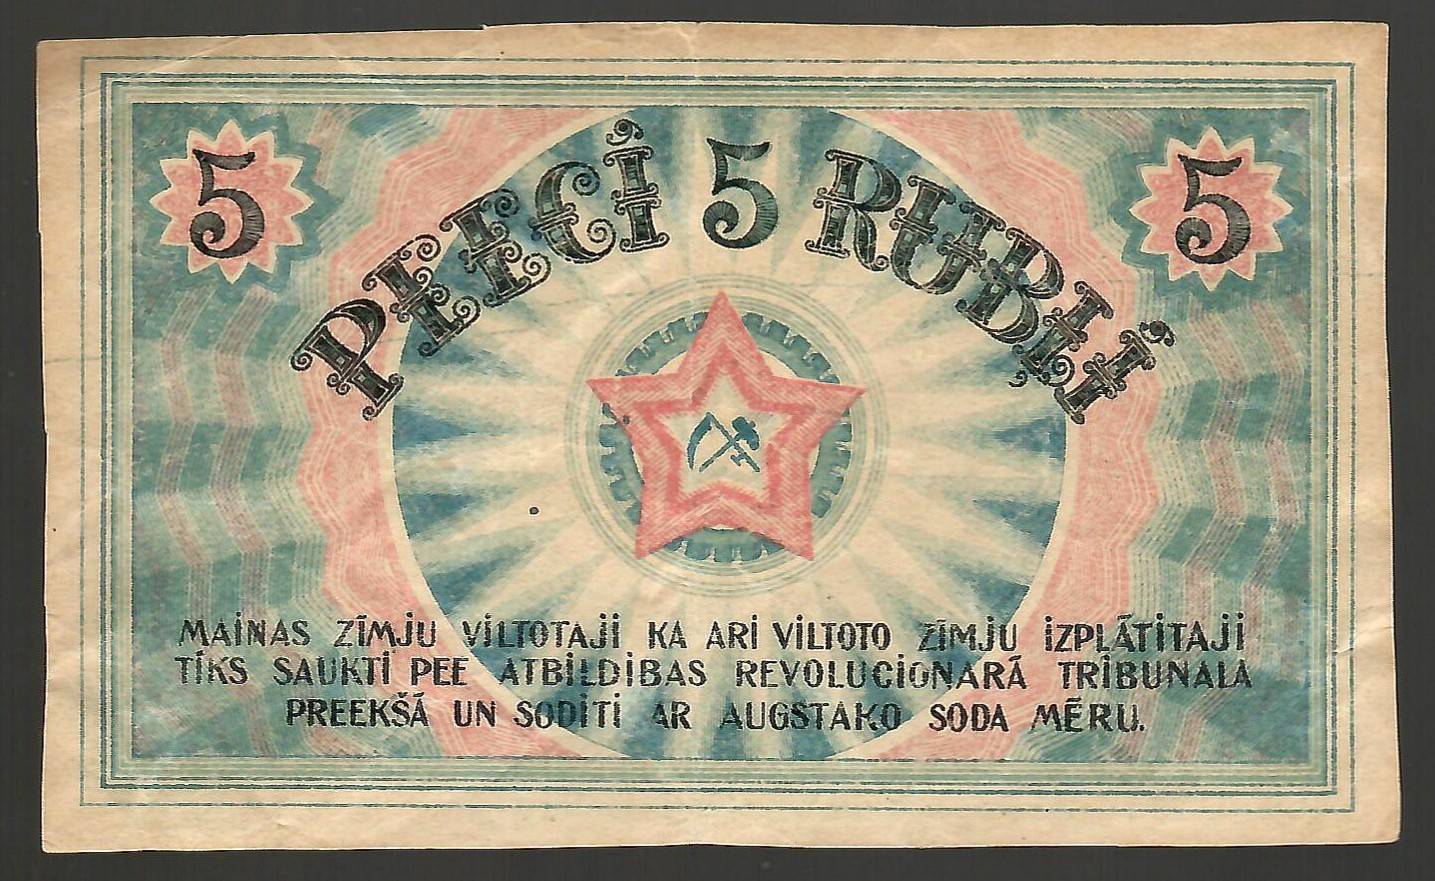 5 PEECI 5 RUBĻI 5
MAINAS ZĪMJU VILTOTAJI KA ARI VILTOTO ZĪMJU IZPLĀTITAJI
TIKS SAUKTI PEE ATBILDIBAS REVOLUCIONARĀ TRIBUNALA
PREEKŠĀ UN SODITI AR AUGSTAKO SODA MĒRU.